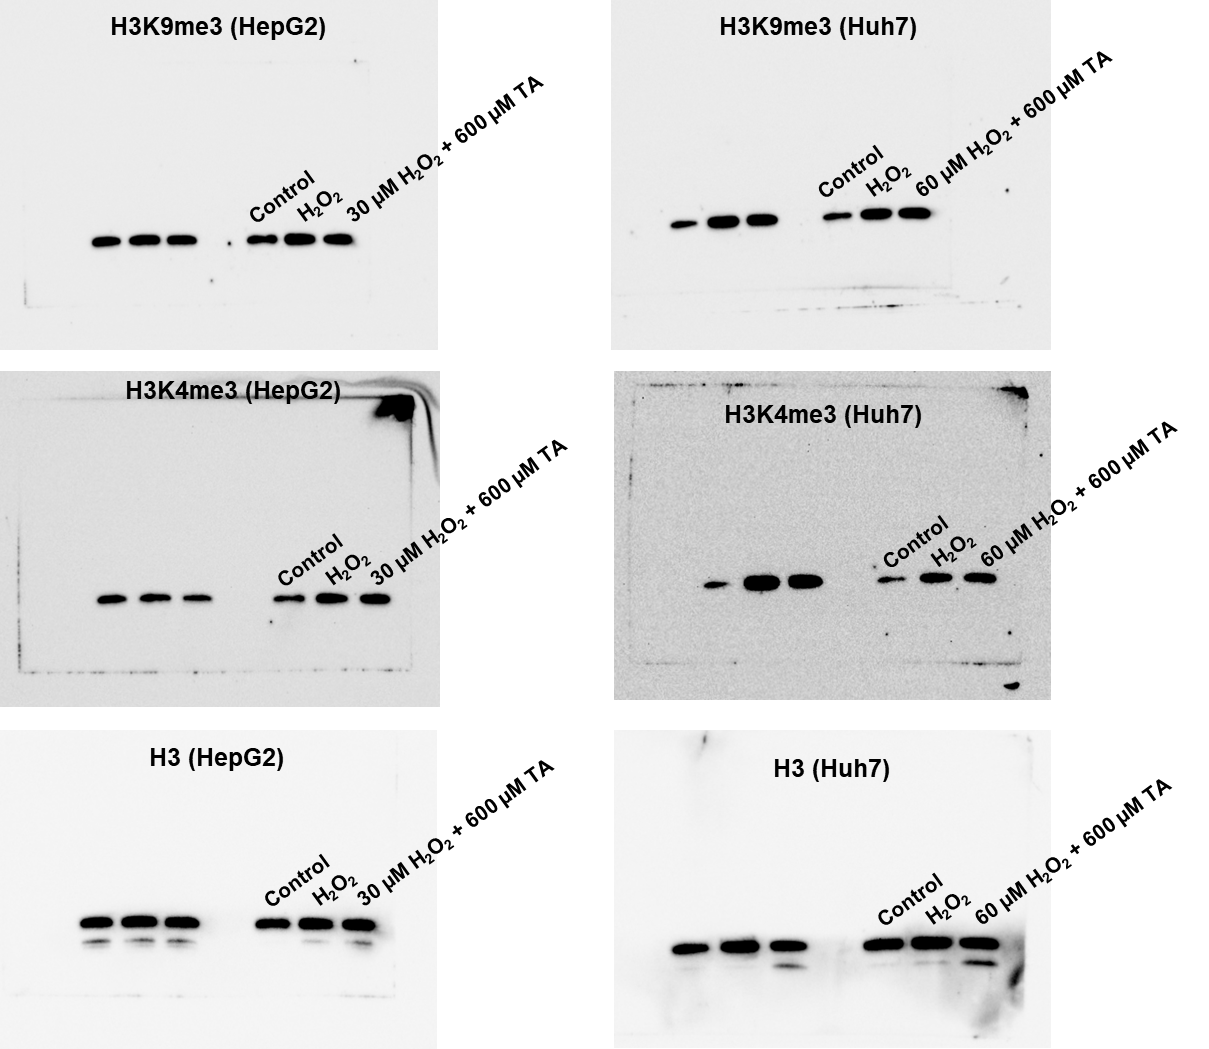 H3K9me3 (HepG2)
Control
H₂O₂
30 µM H₂O₂ + 600 µM TA
H3K9me3 (Huh7)
Control
H₂O₂
60 µM H₂O₂ + 600 µM TA
H3K4me3 (HepG2)
Control
H₂O₂
30 µM H₂O₂ + 600 µM TA
H3K4me3 (Huh7)
Control
H₂O₂
60 µM H₂O₂ + 600 µM TA
H3 (HepG2)
Control
H₂O₂
30 µM H₂O₂ + 600 µM TA
H3 (Huh7)
Control
H₂O₂
60 µM H₂O₂ + 600 µM TA